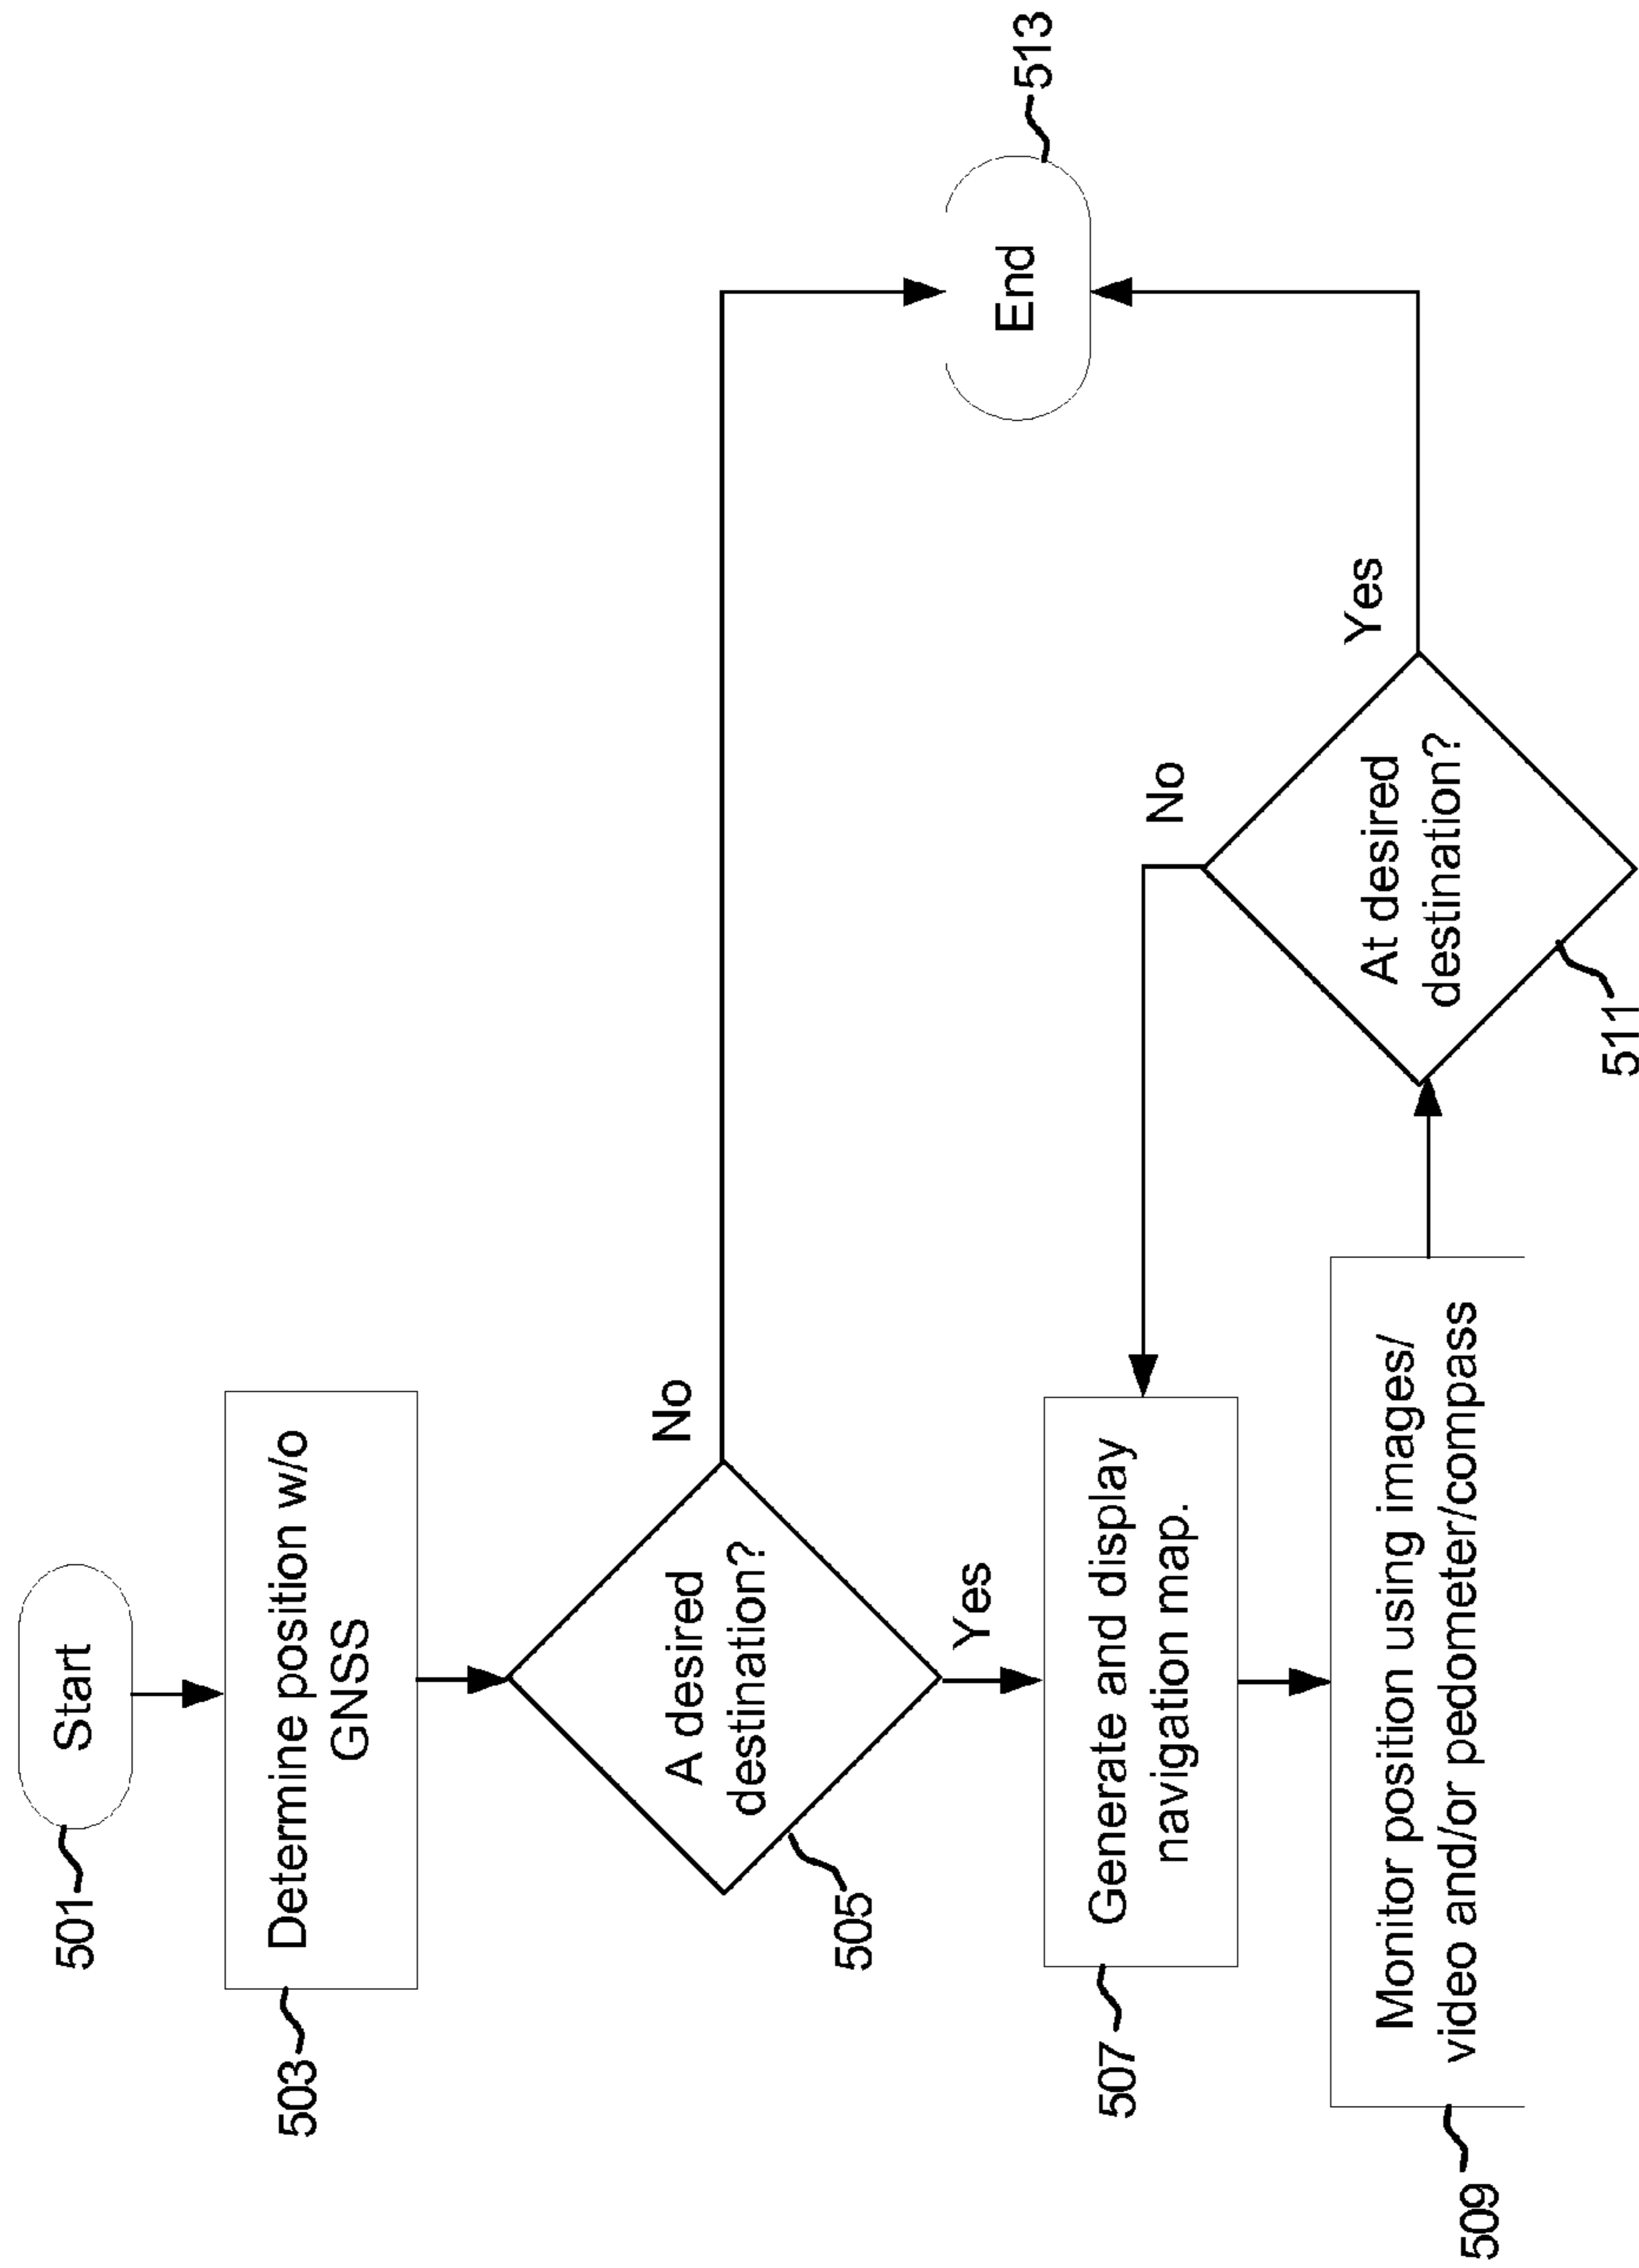 501
Start
503
Determine position w/o
GNSS
505
A desired
destination?
No
Yes
507
Generate and display
navigation map.
509
Monitor position using images/
video and/or pedometer/compass
511
At desired
destination?
No
Yes
End
513